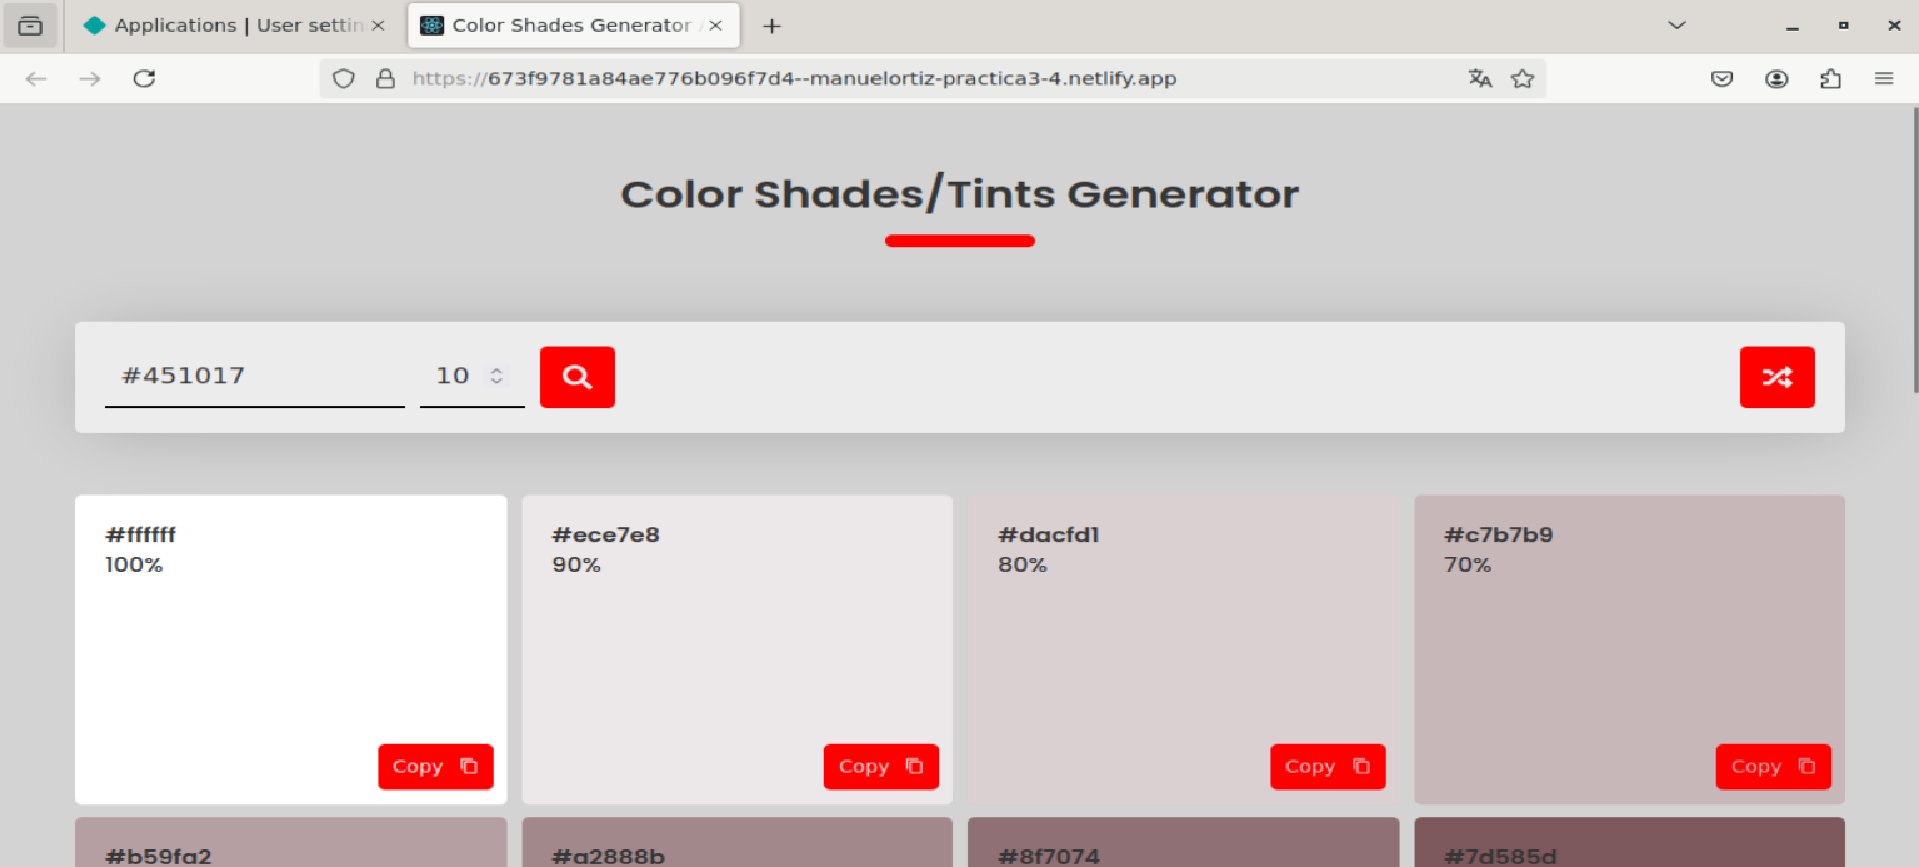 Applications | User settin
Color Shades Generator
https://673f9781a84ae776b096f7d4--manuelortiz-practica3-4.netlify.app
Color Shades/Tints Generator
#451017
10
#ffffff
100%
Copy
#ece7e8
90%
Copy
#dacfd1
80%
Copy
#c7b7b9
70%
Copy
#b59fa2
#a2888b
#8f7074
#7d585d